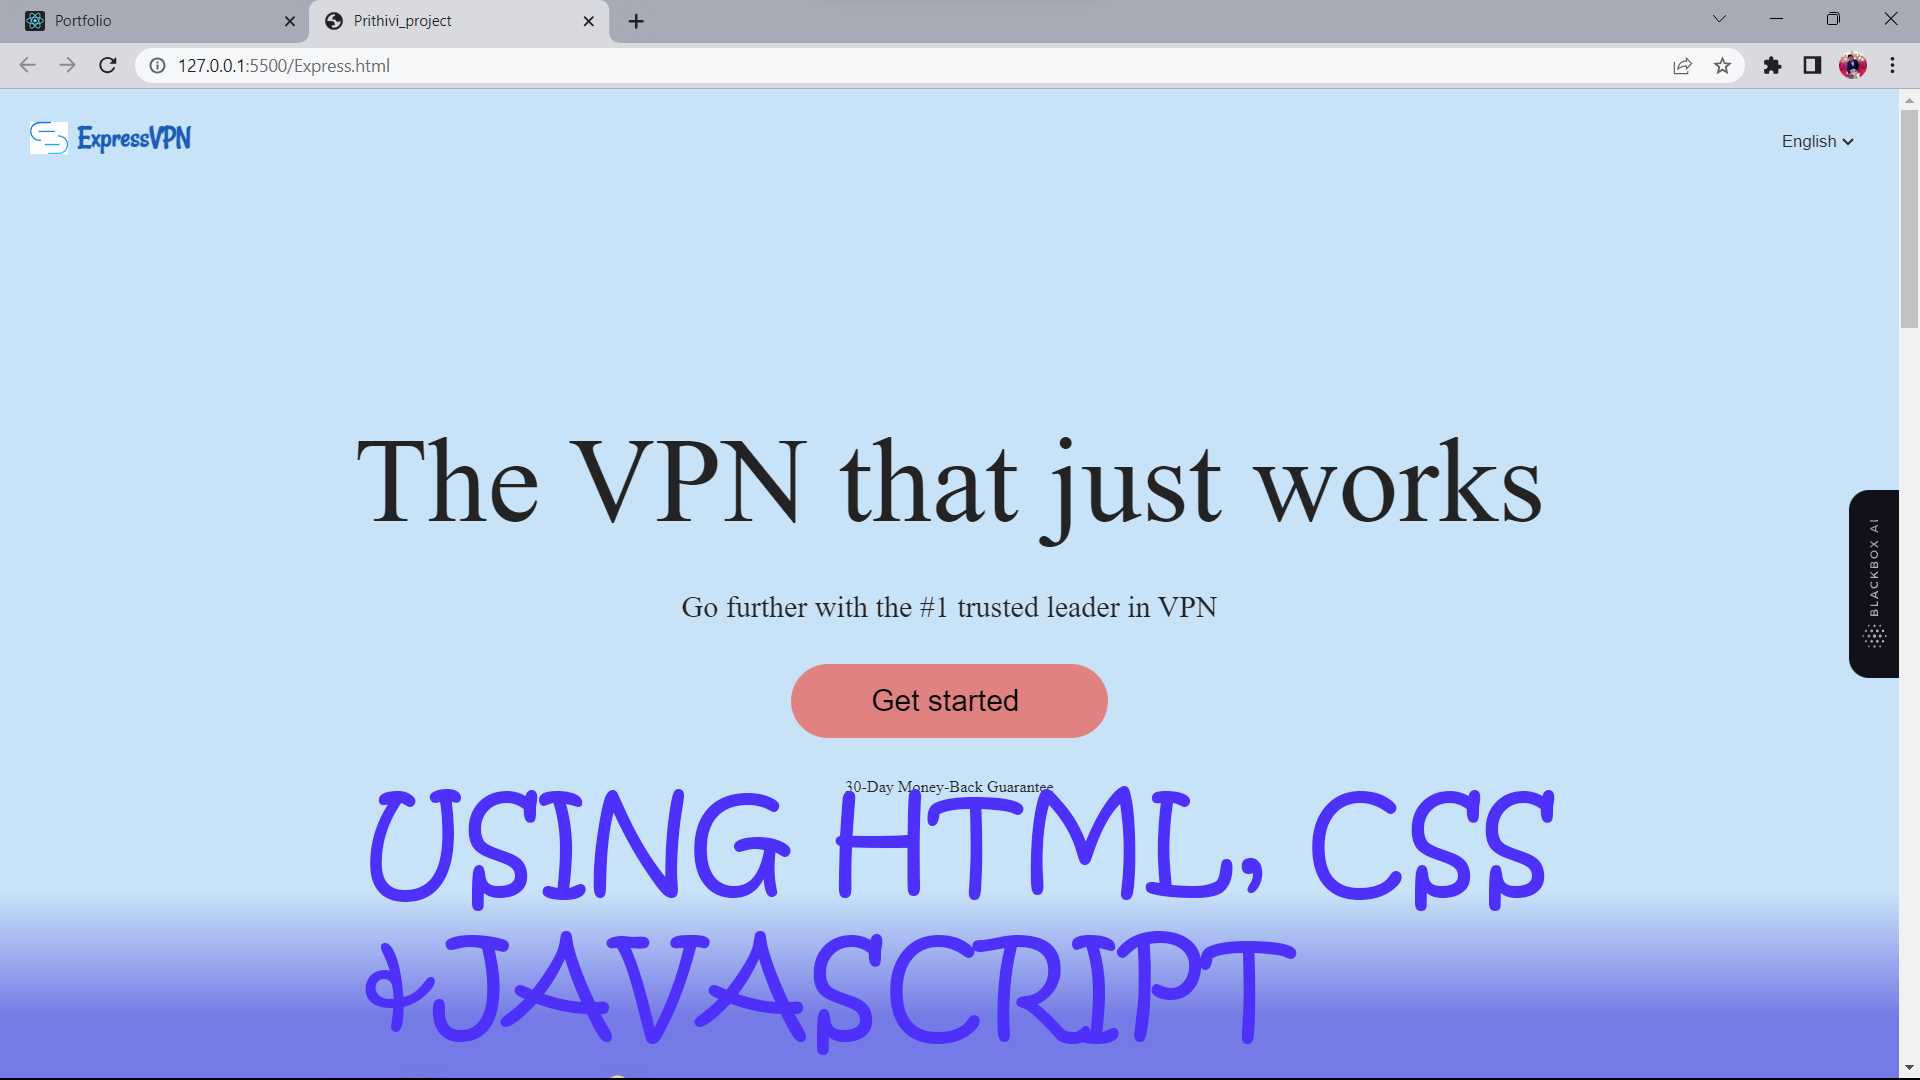 Portfolio
Prithivi_project
127.0.0.1:5500/Express.html
ExpressVPN
English
The VPN that just works
Go further with the #1 trusted leader in VPN
BLACKBOX AI
Get started
30-Day Money-Back Guarantee
USING HTML, CSS
&JAVASCRIPT